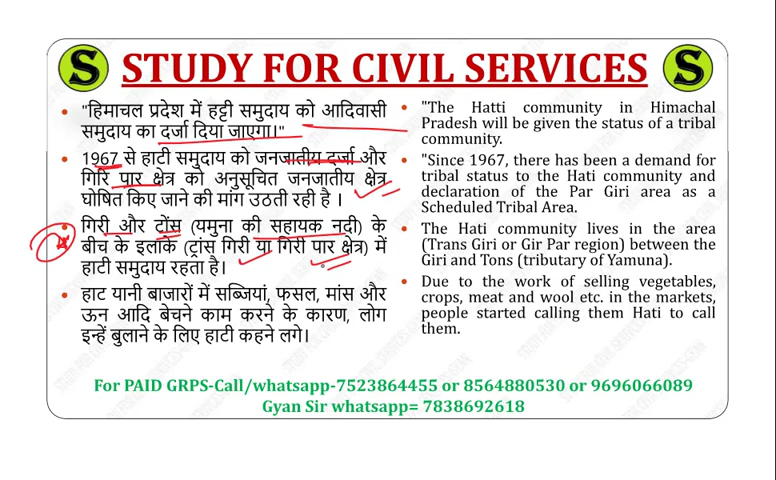 S STUDY FOR CIVIL SERVICES S
• "हिमाचल प्रदेश में हट्टी समुदाय को आदिवासी
समुदाय का दर्जा दिया जाएगा।"
• 1967 से हाटी समुदाय को जनजातीय दर्जा और
गिरि पार क्षेत्र को अनुसूचित जनजातीय क्षेत्र
घोषित किए जाने की मांग उठती रही है ।
• गिरी और टोंस (यमुना की सहायक नदी) के
बीच के इलाके (ट्रांस गिरी या गिरी पार क्षेत्र) में
हाटी समुदाय रहता है।
• हाट यानी बाजारों में सब्जियां, फसल, मांस और
ऊन आदि बेचने काम करने के कारण, लोग
इन्हें बुलाने के लिए हाटी कहने लगे।
• "The Hatti community in Himachal
Pradesh will be given the status of a tribal
community.
• "Since 1967, there has been a demand for
tribal status to the Hati community and
declaration of the Par Giri area as a
Scheduled Tribal Area.
• The Hati community lives in the area
(Trans Giri or Gir Par region) between the
Giri and Tons (tributary of Yamuna).
• Due to the work of selling vegetables,
crops, meat and wool etc. in the markets,
people started calling them Hati to call
them.
For PAID GRPS-Call/whatsapp-7523864455 or 8564880530 or 9696066089
Gyan Sir whatsapp= 7838692618